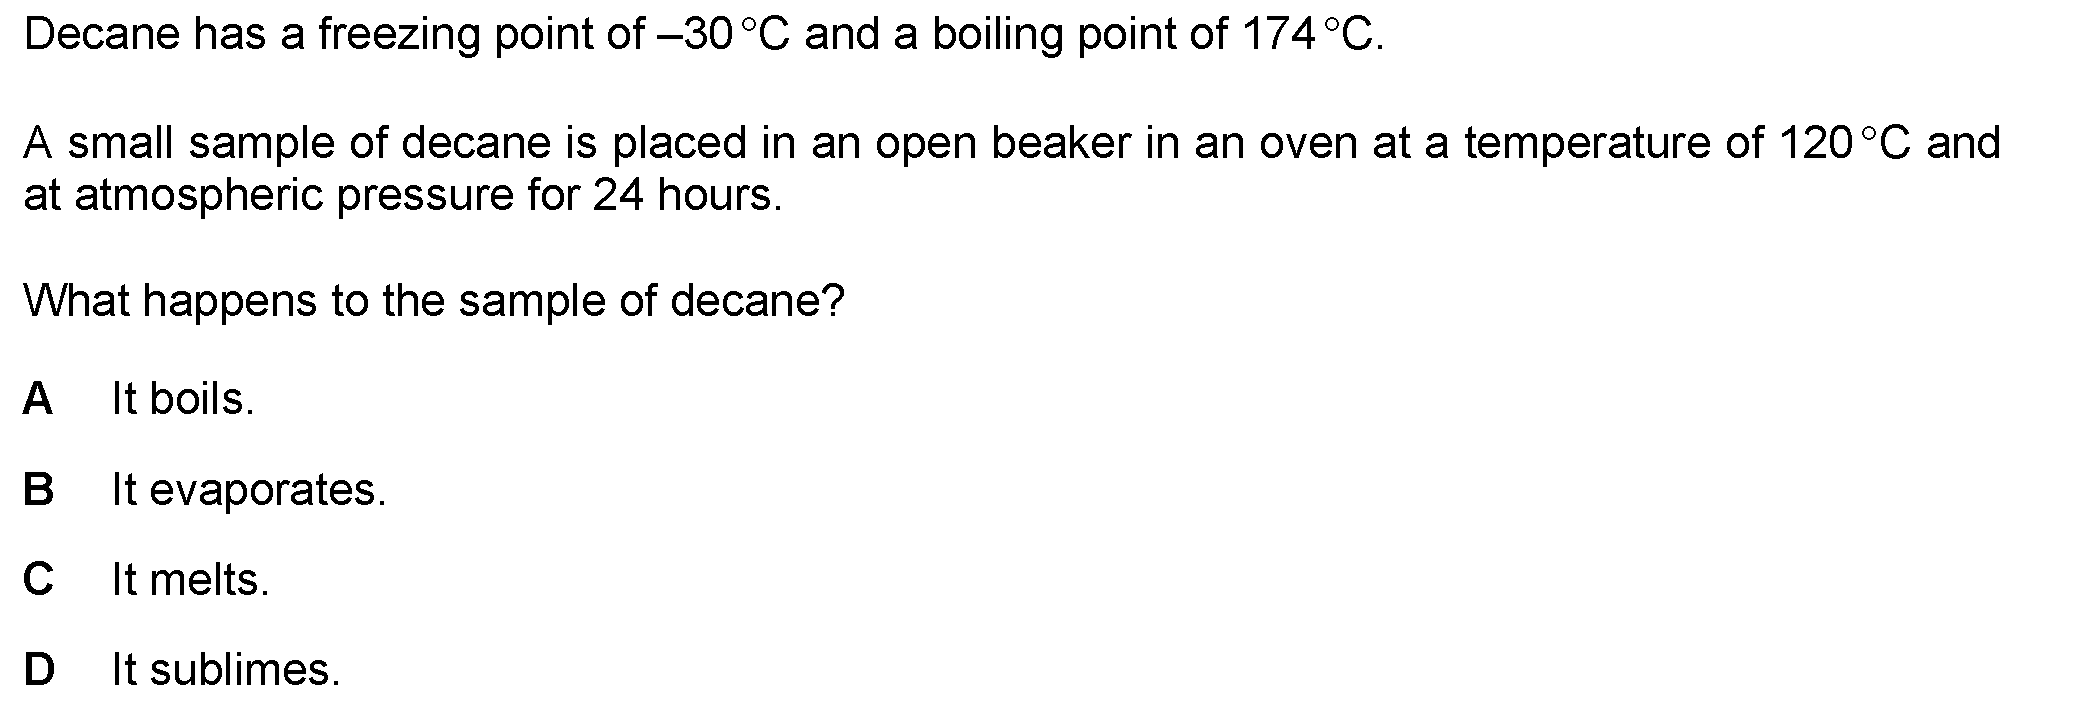 Decane has a freezing point of –30 °C and a boiling point of 174 °C.
A small sample of decane is placed in an open beaker in an oven at a temperature of 120 °C and
at atmospheric pressure for 24 hours.
What happens to the sample of decane?
A It boils.
B It evaporates.
C It melts.
D It sublimes.